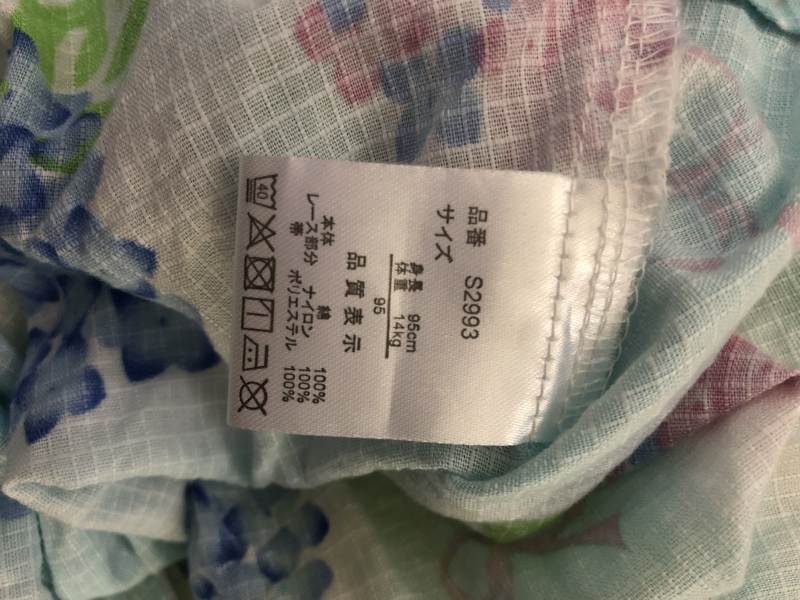 品番 S2993
サイズ
身長 95cm
体重 14kg
95
品質表示
本体 綿 100%
レース部分 ナイロン 100%
帯 ポリエステル 100%
40